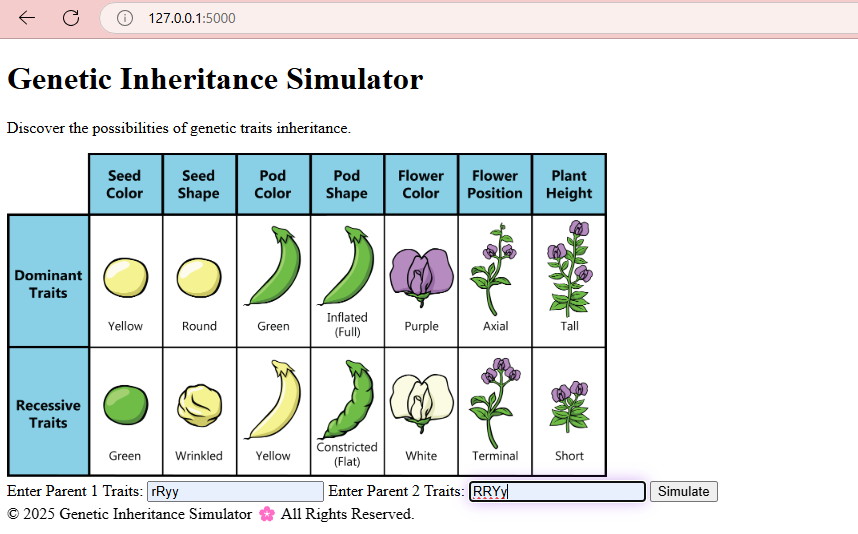 127.0.0.1:5000
Genetic Inheritance Simulator
Discover the possibilities of genetic traits inheritance.
Seed Color Seed Shape Pod Color Pod Shape Flower Color Flower Position Plant Height
Dominant Traits
Yellow Round Green Inflated (Full) Purple Axial Tall
Recessive Traits
Green Wrinkled Yellow Constricted (Flat) White Terminal Short
Enter Parent 1 Traits: rRyy Enter Parent 2 Traits: RRYy Simulate
© 2025 Genetic Inheritance Simulator 🌸 All Rights Reserved.